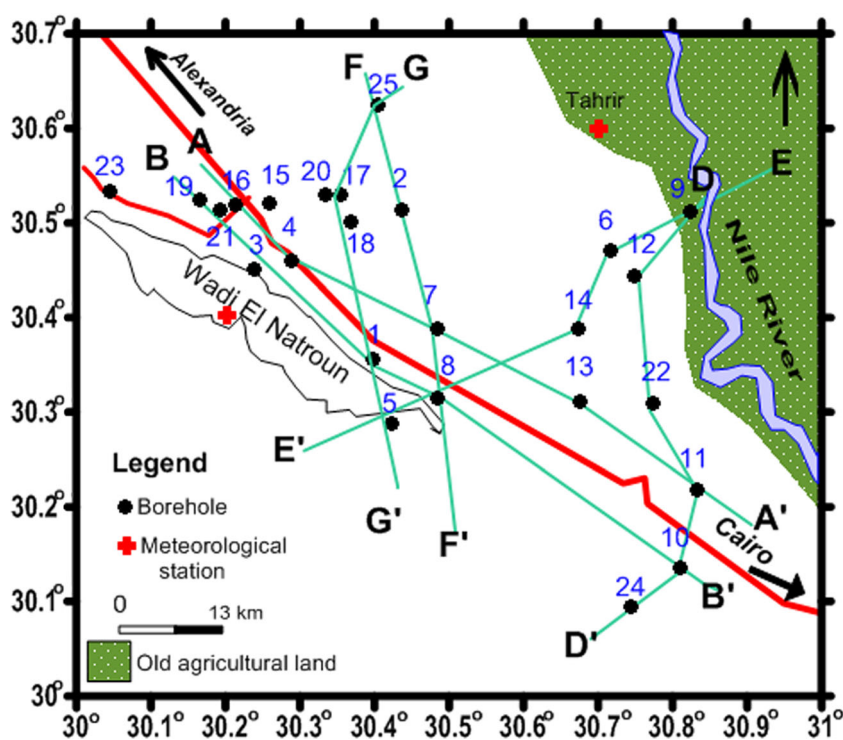 30.7°
30.6°
30.5°
30.4°
30.3°
30.2°
30.1°
30°
30°
30.1°
30.2°
30.3°
30.4°
30.5°
30.6°
30.7°
30.8°
30.9°
31°
Alexandria
F
G
25
Tahrir
B
A
E
D
23
19
16
15
20
17
2
9
21
3
4
18
6
12
Wadi El Natroun
Nile River
7
14
1
8
13
22
5
E'
11
G'
F'
A'
Cairo
10
B'
24
D'
Legend
Borehole
Meteorological
station
0
13 km
Old agricultural land